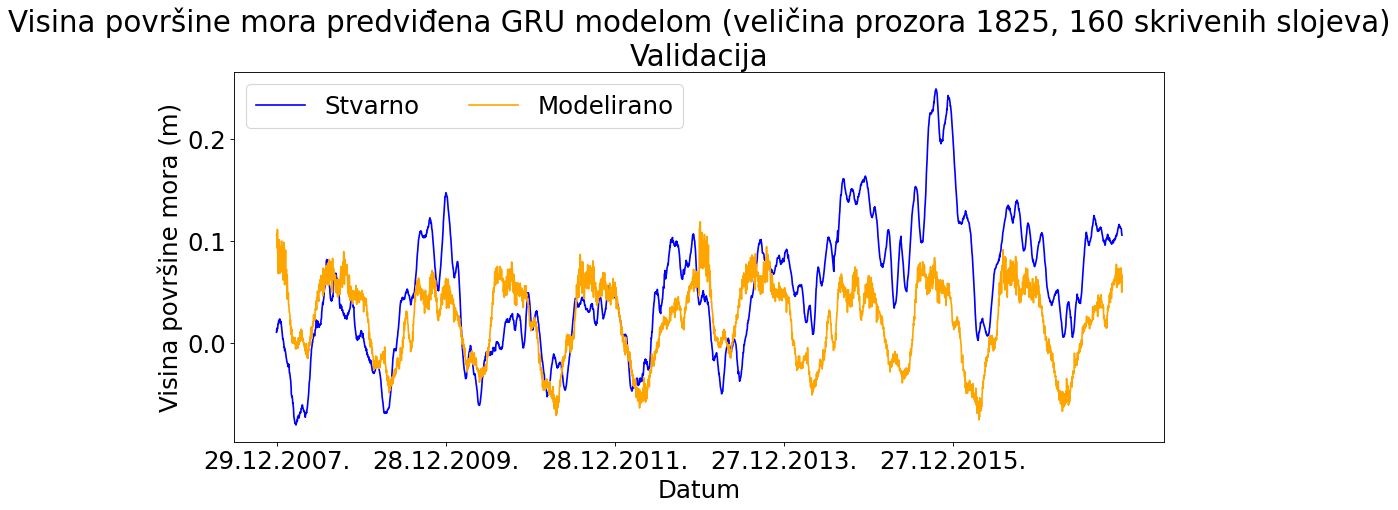 Visina površine mora predviđena GRU modelom (veličina prozora 1825, 160 skrivenih slojeva)
Validacija
Stvarno
Modelirano
Visina površine mora (m)
0.2
0.1
0.0
29.12.2007.
28.12.2009.
28.12.2011.
27.12.2013.
27.12.2015.
Datum